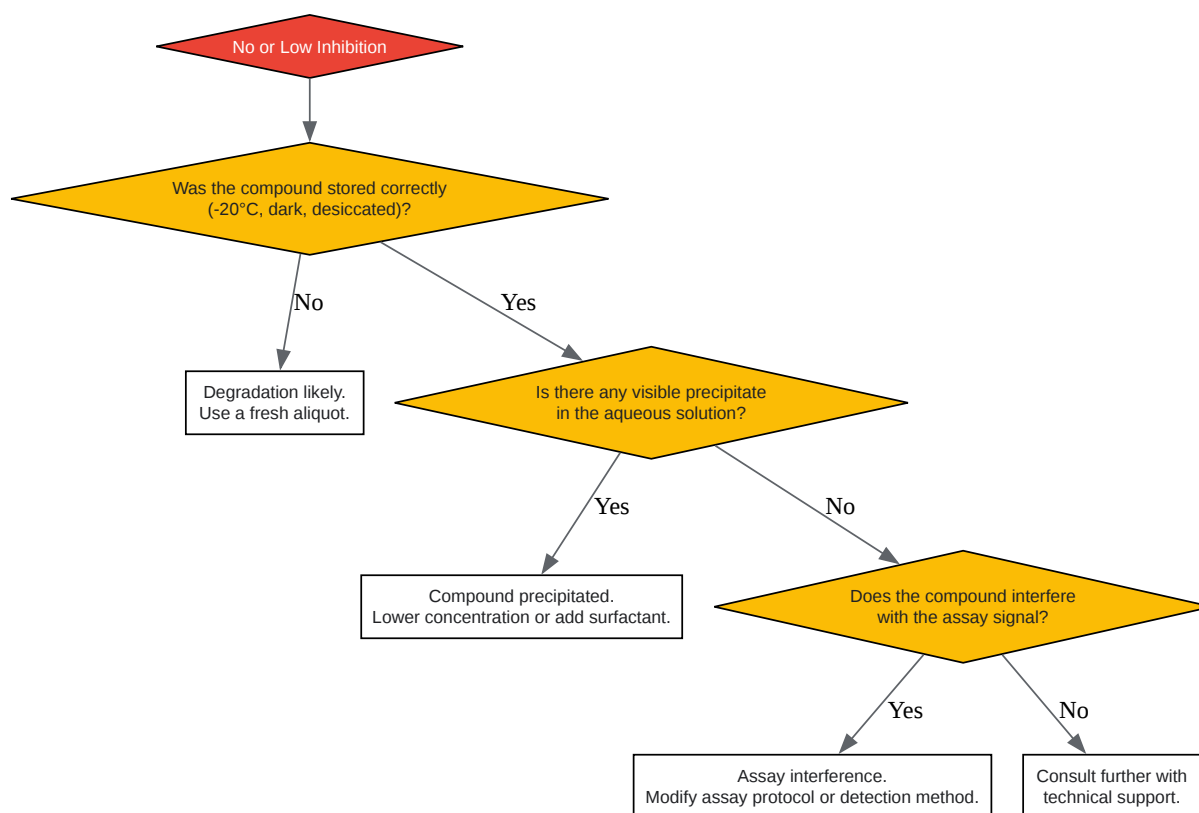 No or Low Inhibition
Was the compound stored correctly
(-20°C, dark, desiccated)?
No
Yes
Degradation likely.
Use a fresh aliquot.
Is there any visible precipitate
in the aqueous solution?
Yes
No
Compound precipitated.
Lower concentration or add surfactant.
Does the compound interfere
with the assay signal?
Yes
No
Assay interference.
Modify assay protocol or detection method.
Consult further with
technical support.